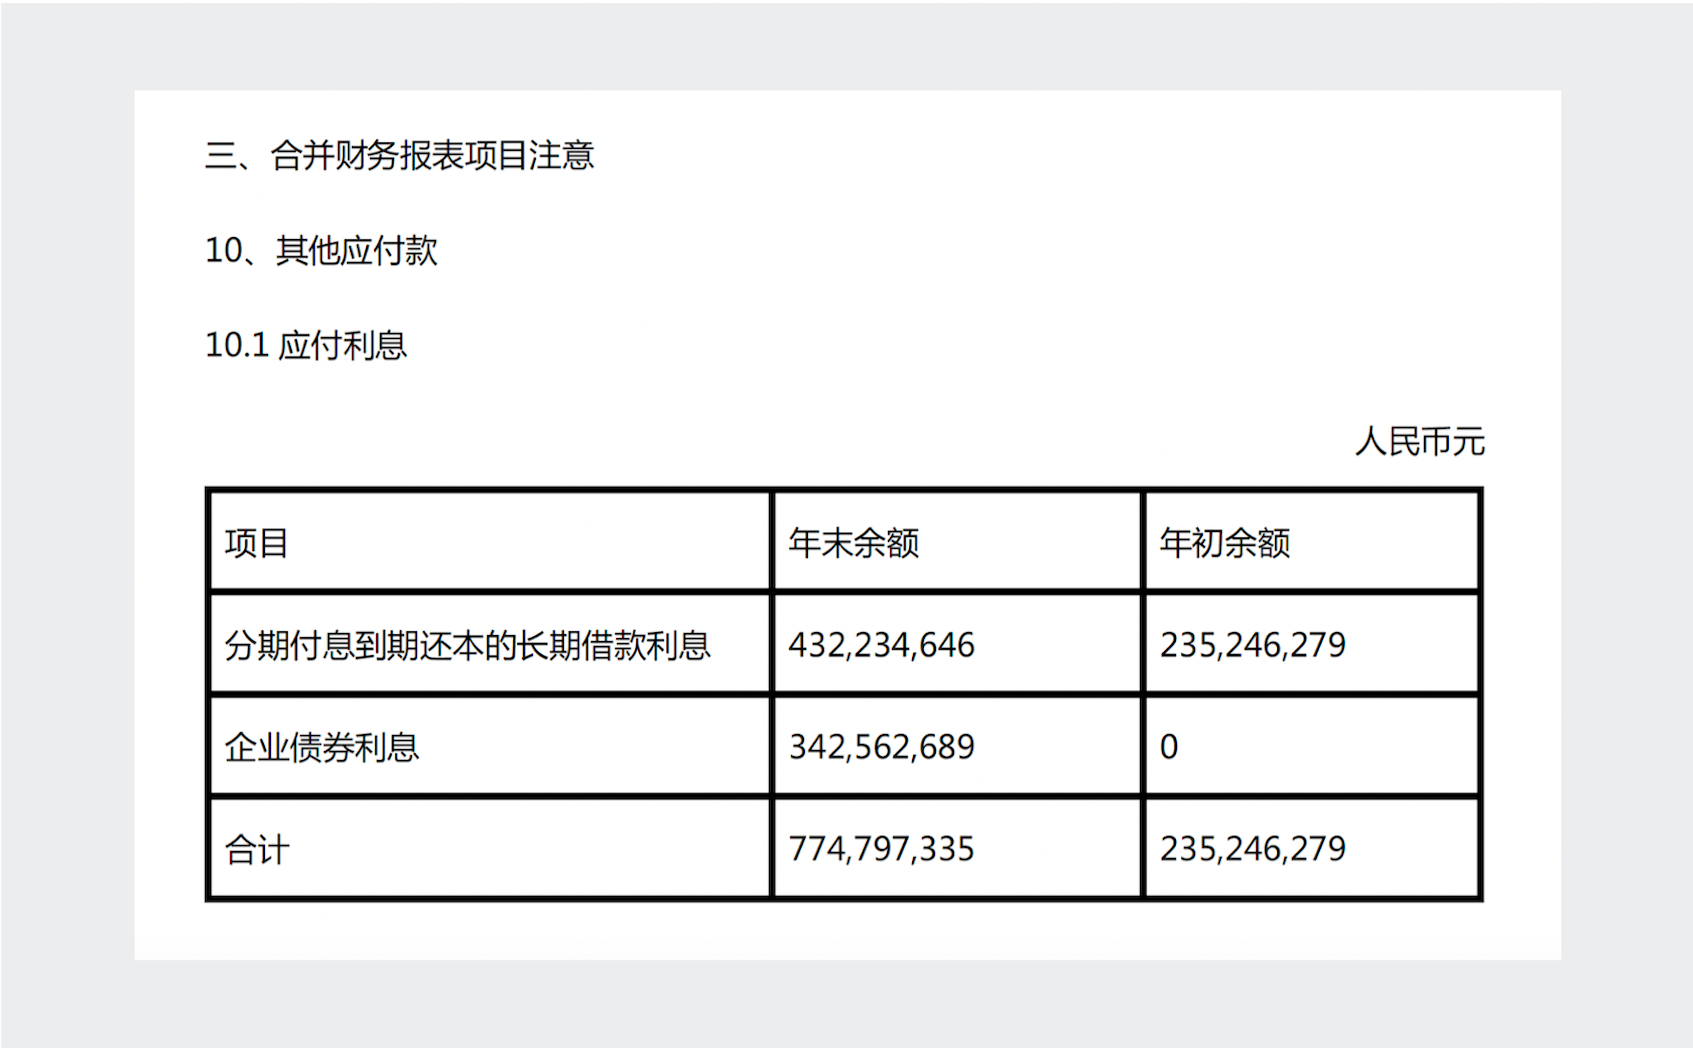 三、合并财务报表项目注意
10、其他应付款
10.1 应付利息
人民币元
项目 年末余额 年初余额
分期付息到期还本的长期借款利息 432,234,646 235,246,279
企业债券利息 342,562,689 0
合计 774,797,335 235,246,279